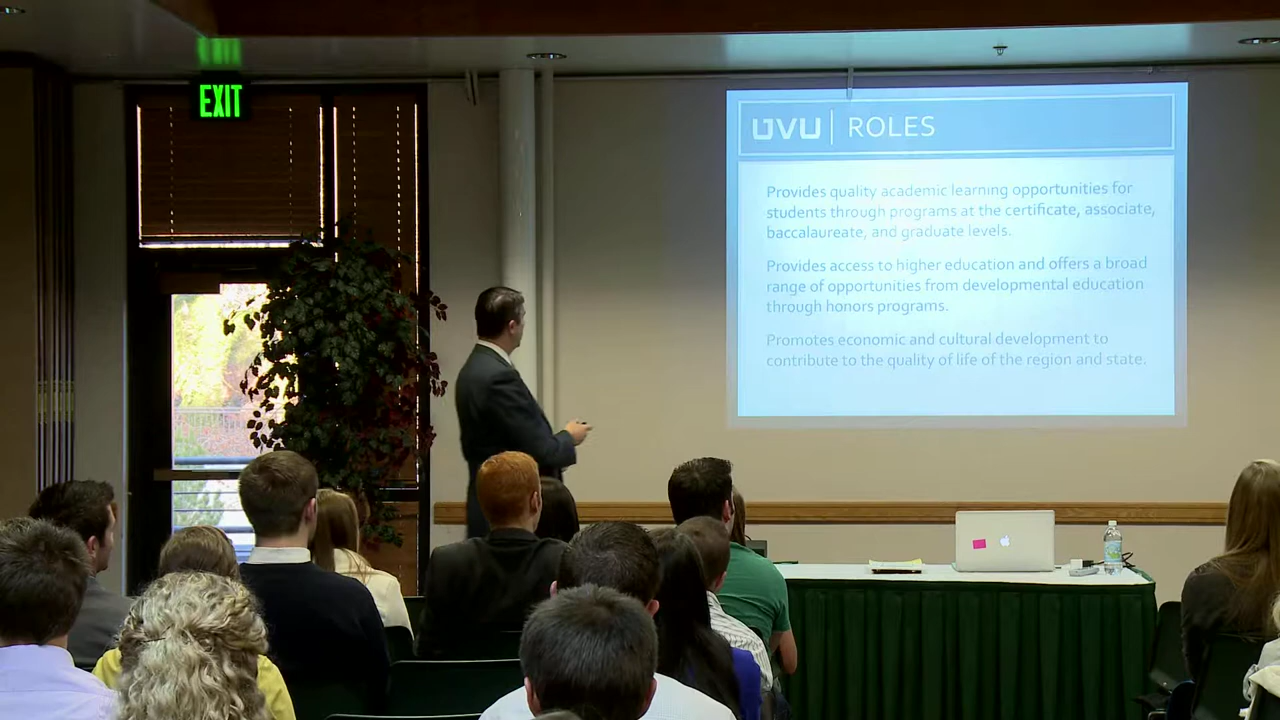 EXIT
UVU | ROLES
Provides quality academic learning opportunities for
students through programs at the certificate, associate,
baccalaureate, and graduate levels.
Provides access to higher education and offers a broad
range of opportunities from developmental education
through honors programs.
Promotes economic and cultural development to
contribute to the quality of life of the region and state.